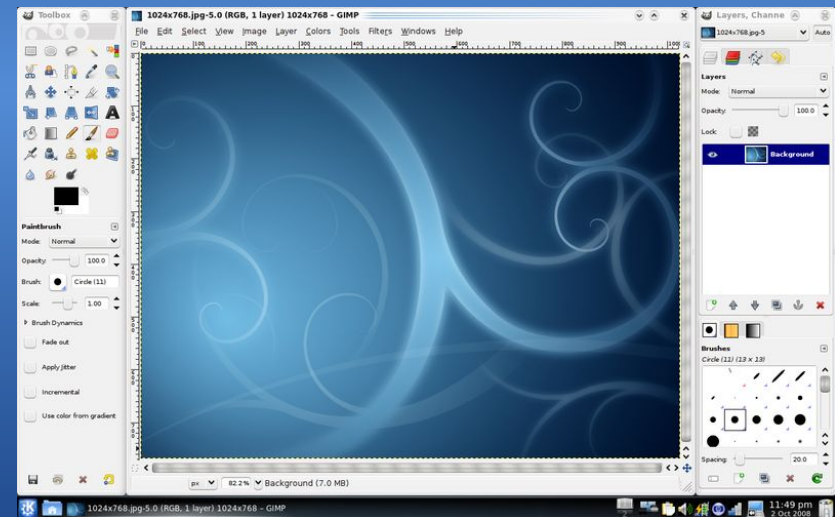 Toolbox
1024x768.jpg-5.0 (RGB, 1 layer) 1024x768 – GIMP
Layers, Channe
File Edit Select View Image Layer Colors Tools Filters Windows Help
1024x768.jpg-5
Auto
Layers
Mode: Normal
Opacity: 100.0
Lock:
Background
Paintbrush
Mode: Normal
Opacity: 100.0
Brush: Circle (11)
Scale: 1.00
Brush Dynamics
Fade out
Apply Jitter
Incremental
Use color from gradient
Brushes
Circle (11) (13 x 13)
Spacing: 20.0
px 82.2% Background (7.0 MB)
1024x768.jpg-5.0 (RGB, 1 layer) 1024x768 – GIMP
11:49 pm
2 Oct 2008